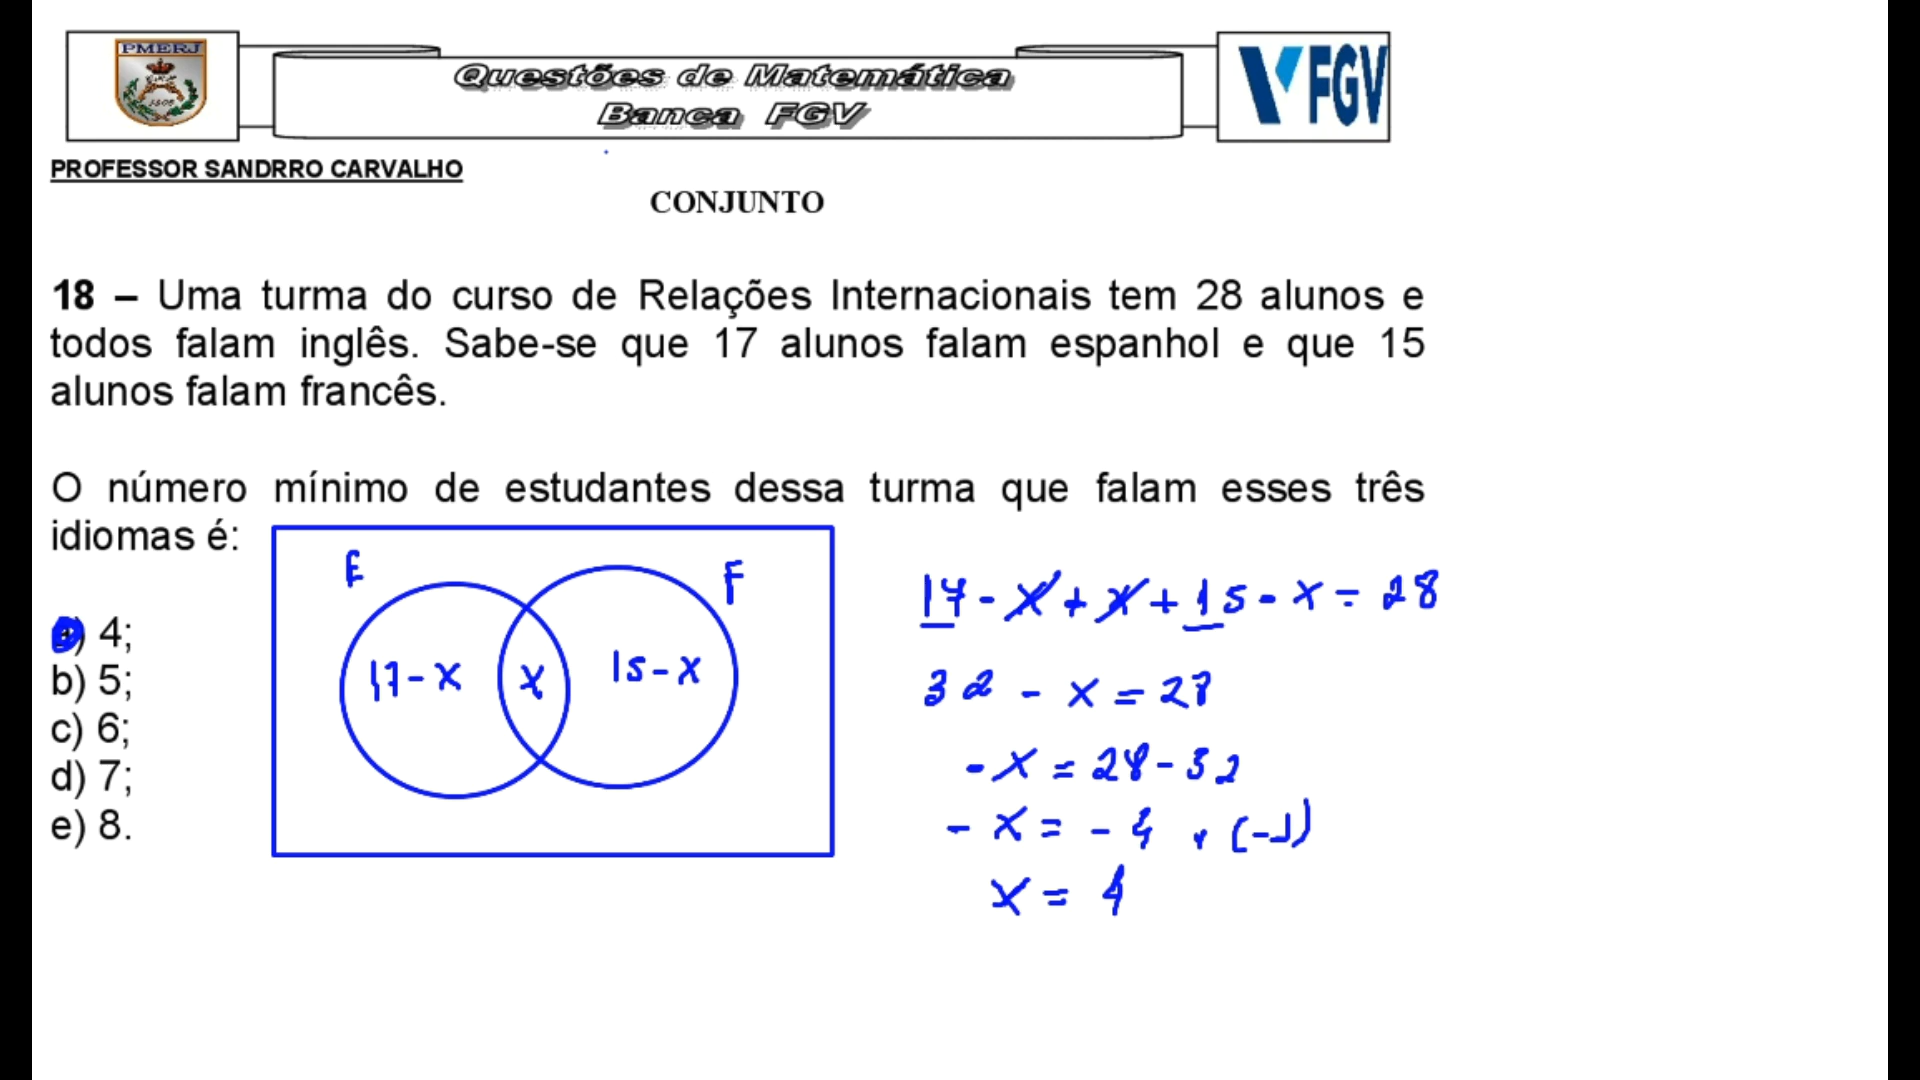 PMERJ
1809
Questões de Matemática
Banca FGV
FGV
PROFESSOR SANDRRO CARVALHO
CONJUNTO
18 – Uma turma do curso de Relações Internacionais tem 28 alunos e
todos falam inglês. Sabe-se que 17 alunos falam espanhol e que 15
alunos falam francês.
O número mínimo de estudantes dessa turma que falam esses três
idiomas é:
a) 4;
b) 5;
c) 6;
d) 7;
e) 8.
E
F
17-x
x
15-x
17-x+x+15-x=28
32-x=28
-x=28-32
-x=-4 .(-1)
x=4